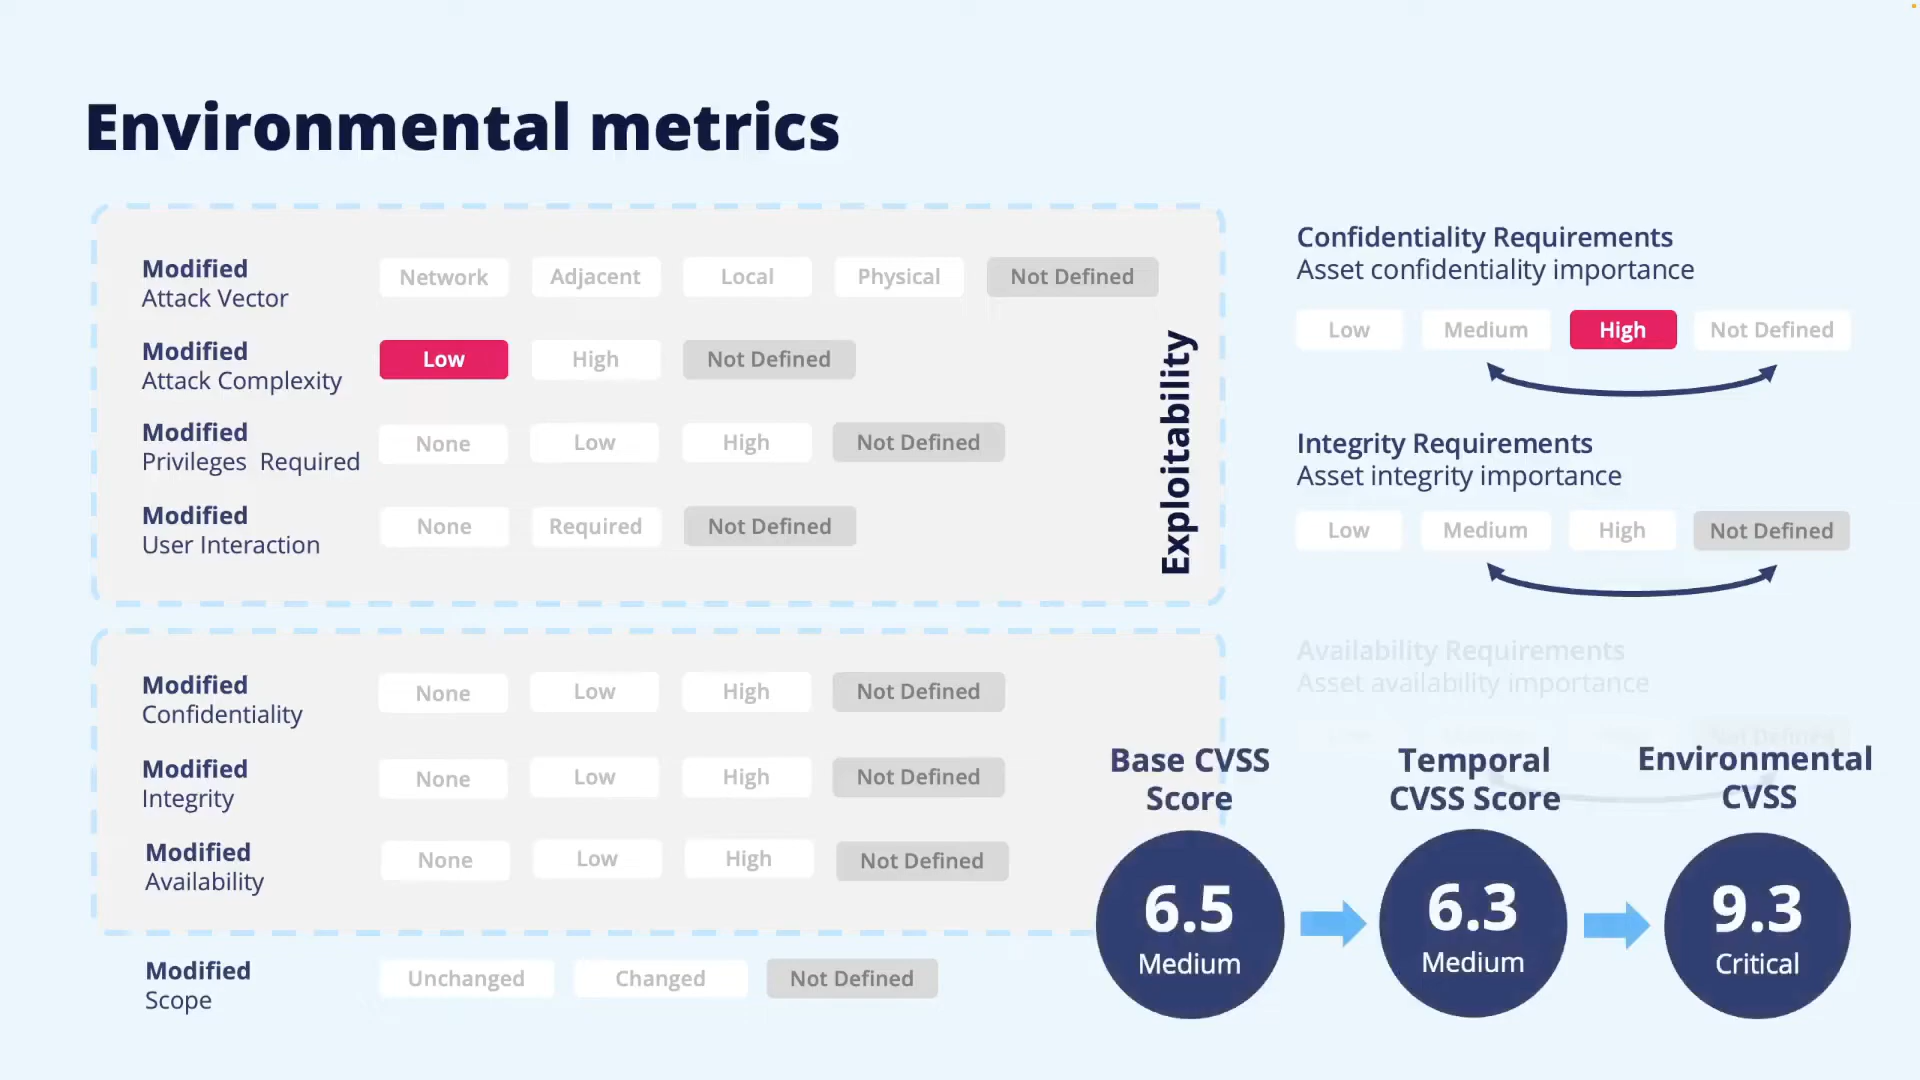 Environmental metrics
Modified
Attack Vector
Network Adjacent Local Physical Not Defined
Modified
Attack Complexity
Low High Not Defined
Modified
Privileges Required
None Low High Not Defined
Modified
User Interaction
None Required Not Defined
Exploitability
Modified
Confidentiality
None Low High Not Defined
Modified
Integrity
None Low High Not Defined
Modified
Availability
None Low High Not Defined
Modified
Scope
Unchanged Changed Not Defined
Confidentiality Requirements
Asset confidentiality importance
Low Medium High Not Defined
Integrity Requirements
Asset integrity importance
Low Medium High Not Defined
Availability Requirements
Asset availability importance
Not Defined
Base CVSS
Score
6.5
Medium
Temporal
CVSS Score
6.3
Medium
Environmental
CVSS
9.3
Critical